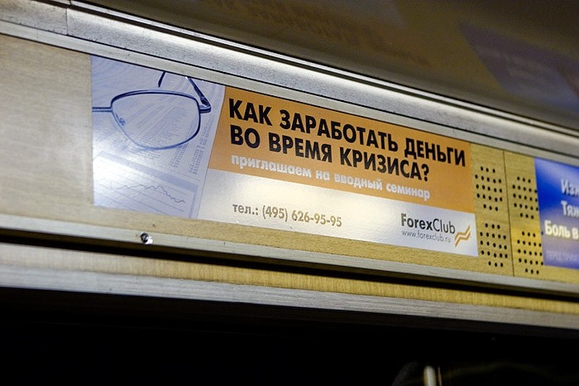 КАК ЗАРАБОТАТЬ ДЕНЬГИ
ВО ВРЕМЯ КРИЗИСА?
приглашаем на вводный семинар
тел.: (495) 626-95-95
ForexClub
www.forexclub.ru
Боль в